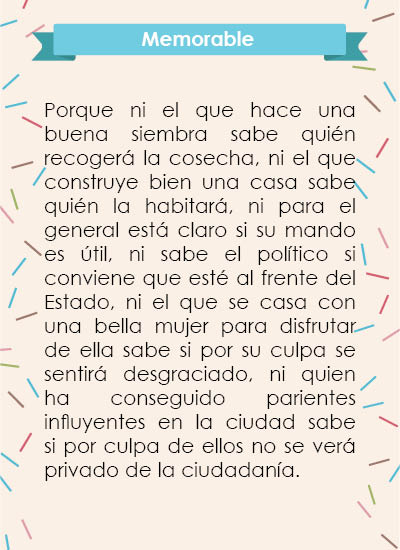 Memorable
Porque ni el que hace una
buena siembra sabe quién
recogerá la cosecha, ni el que
construye bien una casa sabe
quién la habitará, ni para el
general está claro si su mando
es útil, ni sabe el político si
conviene que esté al frente del
Estado, ni el que se casa con
una bella mujer para disfrutar
de ella sabe si por su culpa se
sentirá desgraciado, ni quien
ha conseguido parientes
influyentes en la ciudad sabe
si por culpa de ellos no se verá
privado de la ciudadanía.